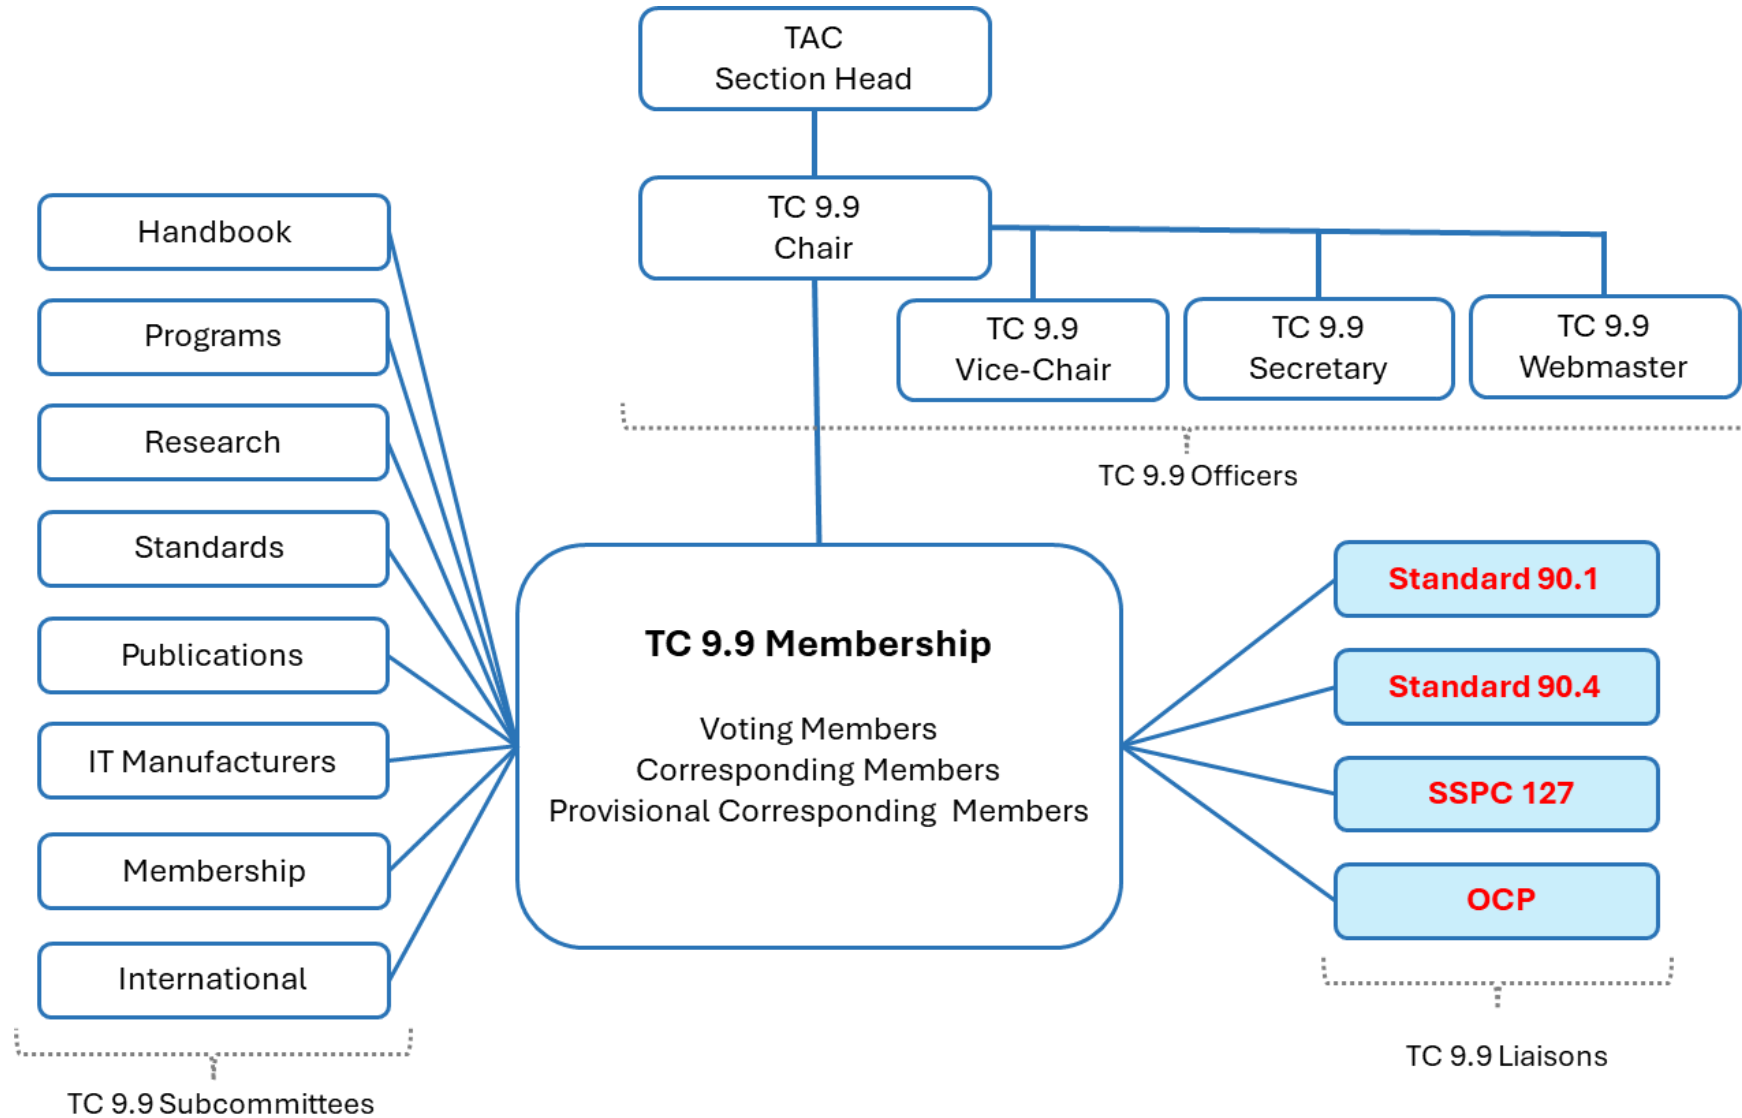 TAC
Section Head
TC 9.9
Chair
TC 9.9
Vice-Chair
TC 9.9
Secretary
TC 9.9
Webmaster
TC 9.9 Officers
Handbook
Programs
Research
Standards
Publications
IT Manufacturers
Membership
International
TC 9.9 Subcommittees
TC 9.9 Membership
Voting Members
Corresponding Members
Provisional Corresponding  Members
Standard 90.1
Standard 90.4
SSPC 127
OCP
TC 9.9 Liaisons